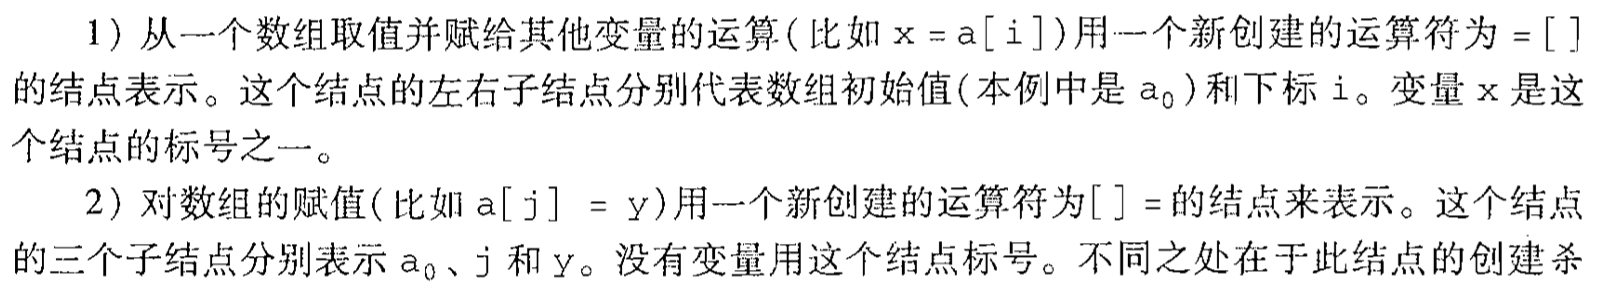 1) 从一个数组取值并赋给其他变量的运算(比如 x = a[i])用一个新创建的运算符为 = []
的结点表示。这个结点的左右子结点分别代表数组初始值(本例中是 a₀)和下标 i。变量 x 是这
个结点的标号之一。
2) 对数组的赋值(比如 a[j] = y)用一个新创建的运算符为[] =的结点来表示。这个结点
的三个子结点分别表示 a₀、j 和 y。没有变量用这个结点标号。不同之处在于此结点的创建杀